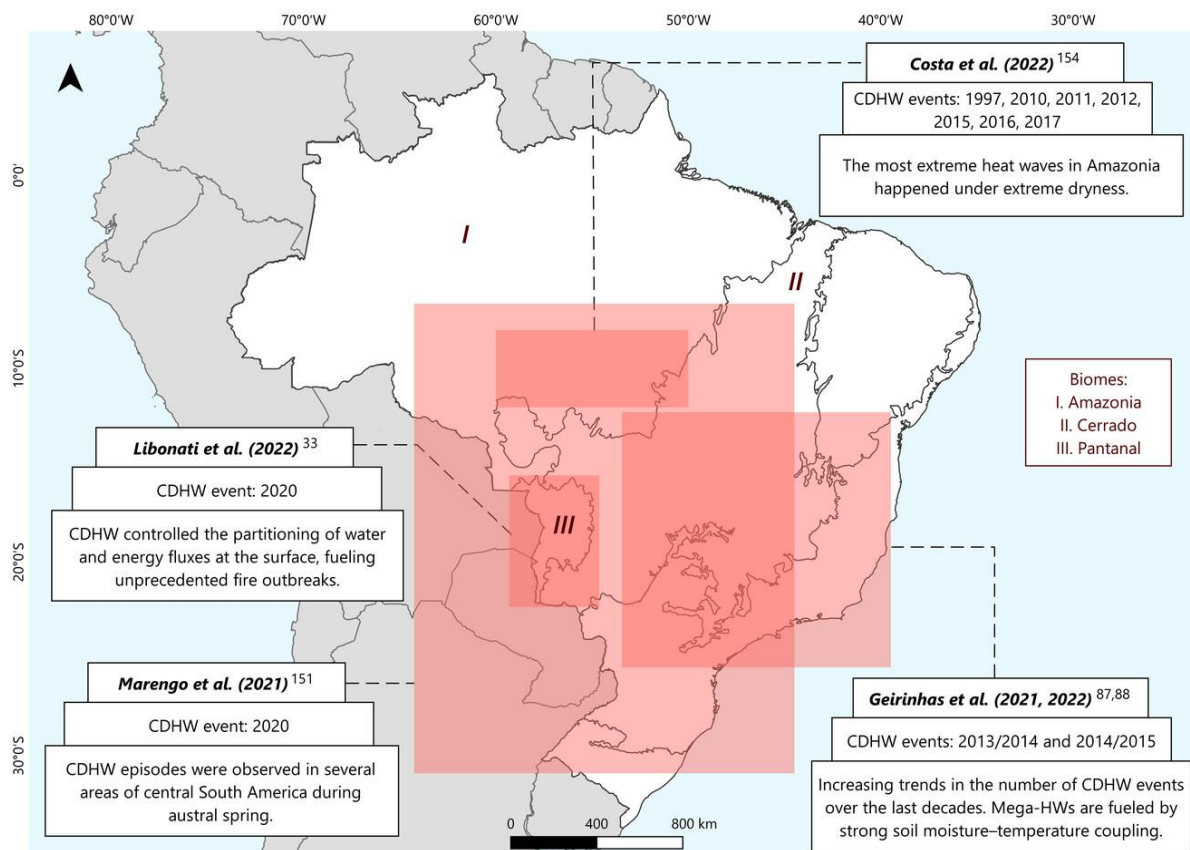 80°0'W 70°0'W 60°0'W 50°0'W 40°0'W 30°0'W
0°0'
10°0'S
20°0'S
30°0'S
Costa et al. (2022) 154
CDHW events: 1997, 2010, 2011, 2012,
2015, 2016, 2017
The most extreme heat waves in Amazonia
happened under extreme dryness.
I
II
III
Biomes:
I. Amazonia
II. Cerrado
III. Pantanal
Libonati et al. (2022) 33
CDHW event: 2020
CDHW controlled the partitioning of water
and energy fluxes at the surface, fueling
unprecedented fire outbreaks.
Marengo et al. (2021) 151
CDHW event: 2020
CDHW episodes were observed in several
areas of central South America during
austral spring.
Geirinhas et al. (2021, 2022) 87,88
CDHW events: 2013/2014 and 2014/2015
Increasing trends in the number of CDHW events
over the last decades. Mega-HWs are fueled by
strong soil moisture–temperature coupling.
0 400 800 km